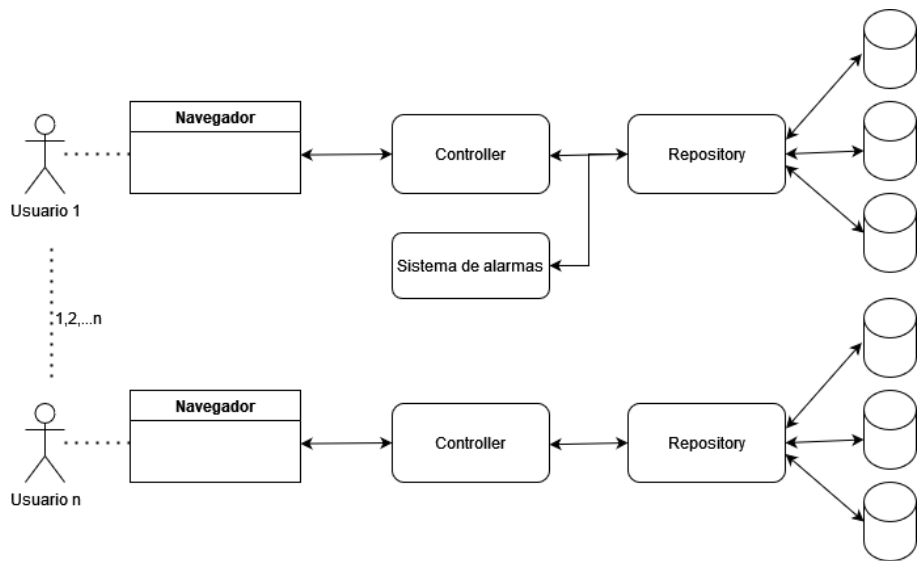 Navegador
Controller
Repository
Usuario 1
Sistema de alarmas
1,2,...n
Navegador
Controller
Repository
Usuario n